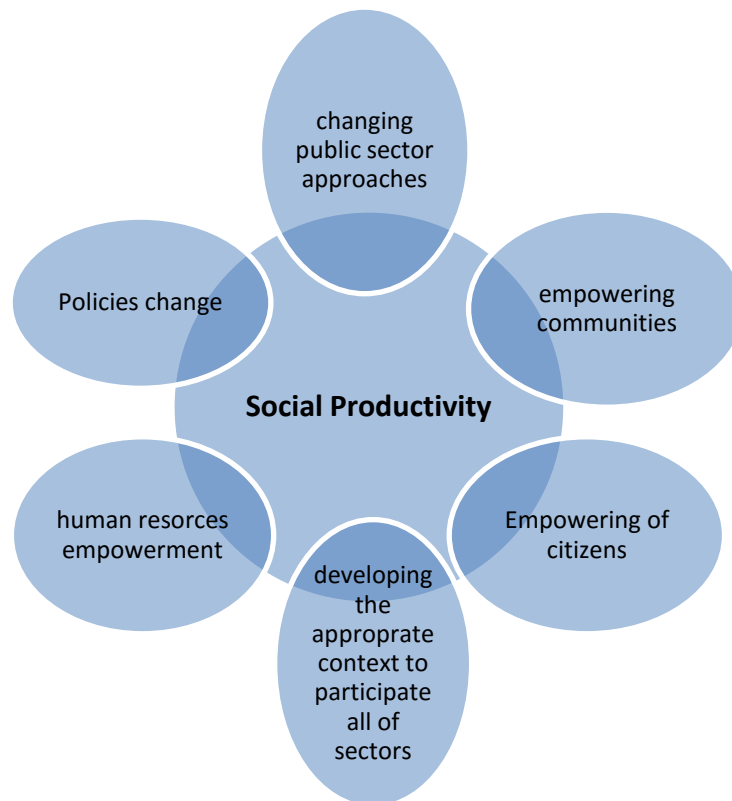 changing
public sector
approaches
Policies change
empowering
communities
Social Productivity
human resorces
empowerment
Empowering of
citizens
developing
the
approprate
context to
participate
all of
sectors